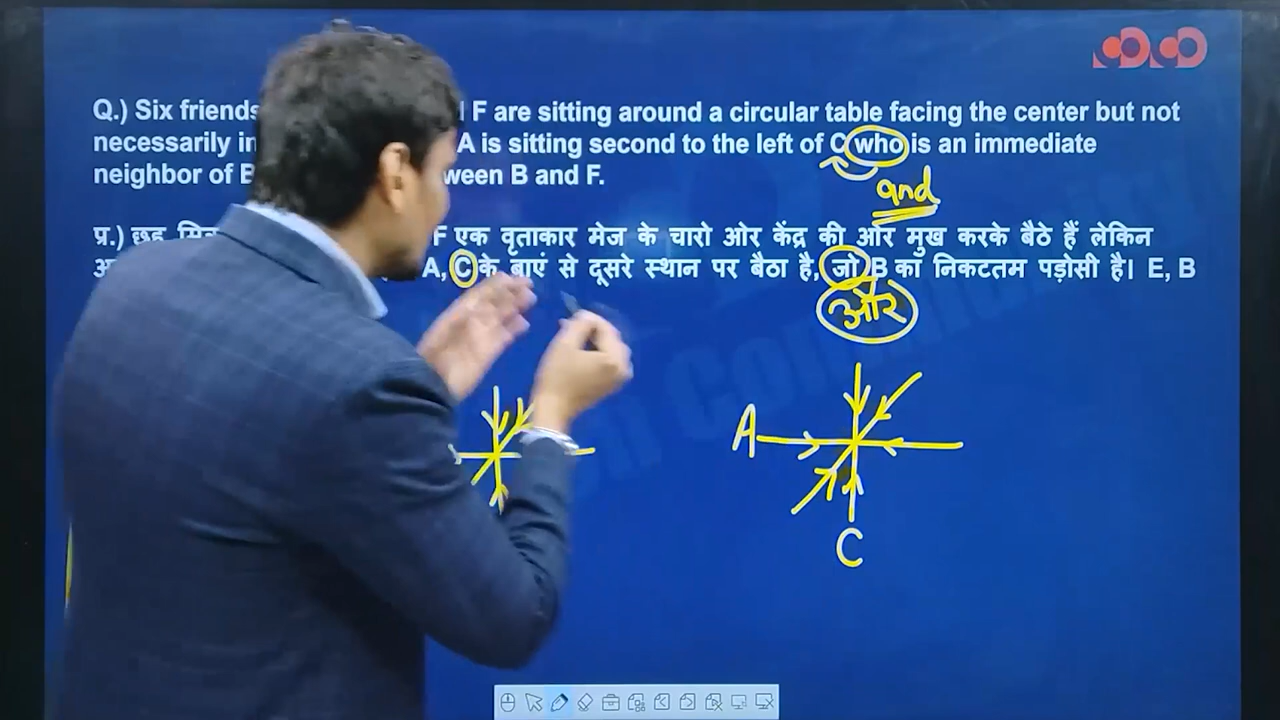 Q.) Six friends F are sitting around a circular table facing the center but not
necessarily in A is sitting second to the left of C who is an immediate
neighbor of B ween B and F.
and
प्र.) छह F एक वृताकार मेज के चारो ओर केंद्र की ओर मुख करके बैठे हैं लेकिन
A, C के बाएं से दूसरे स्थान पर बैठा है, जो B का निकटतम पड़ोसी है। E, B
और
A
C